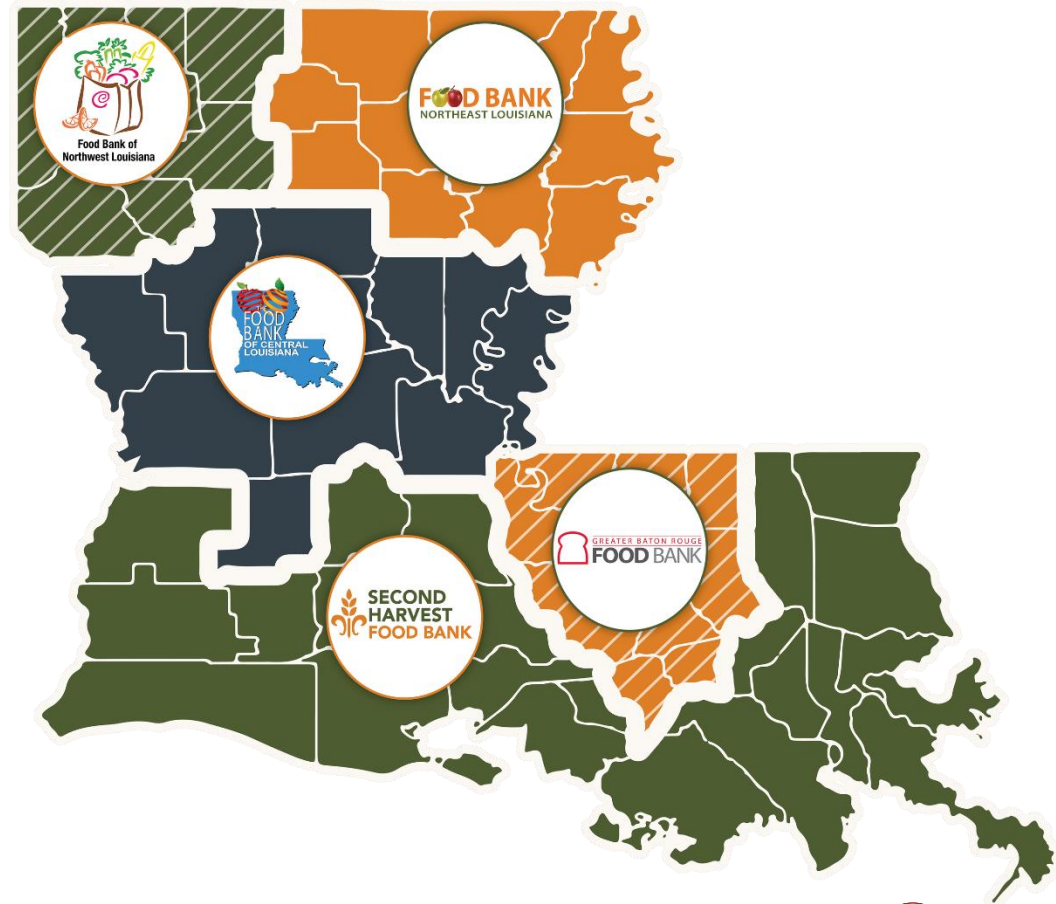 Food Bank of
Northwest Louisiana
FOOD BANK
NORTHEAST LOUISIANA
THE
FOOD
BANK
OF CENTRAL
LOUISIANA
SECOND
HARVEST
FOOD BANK
GREATER BATON ROUGE
FOOD BANK